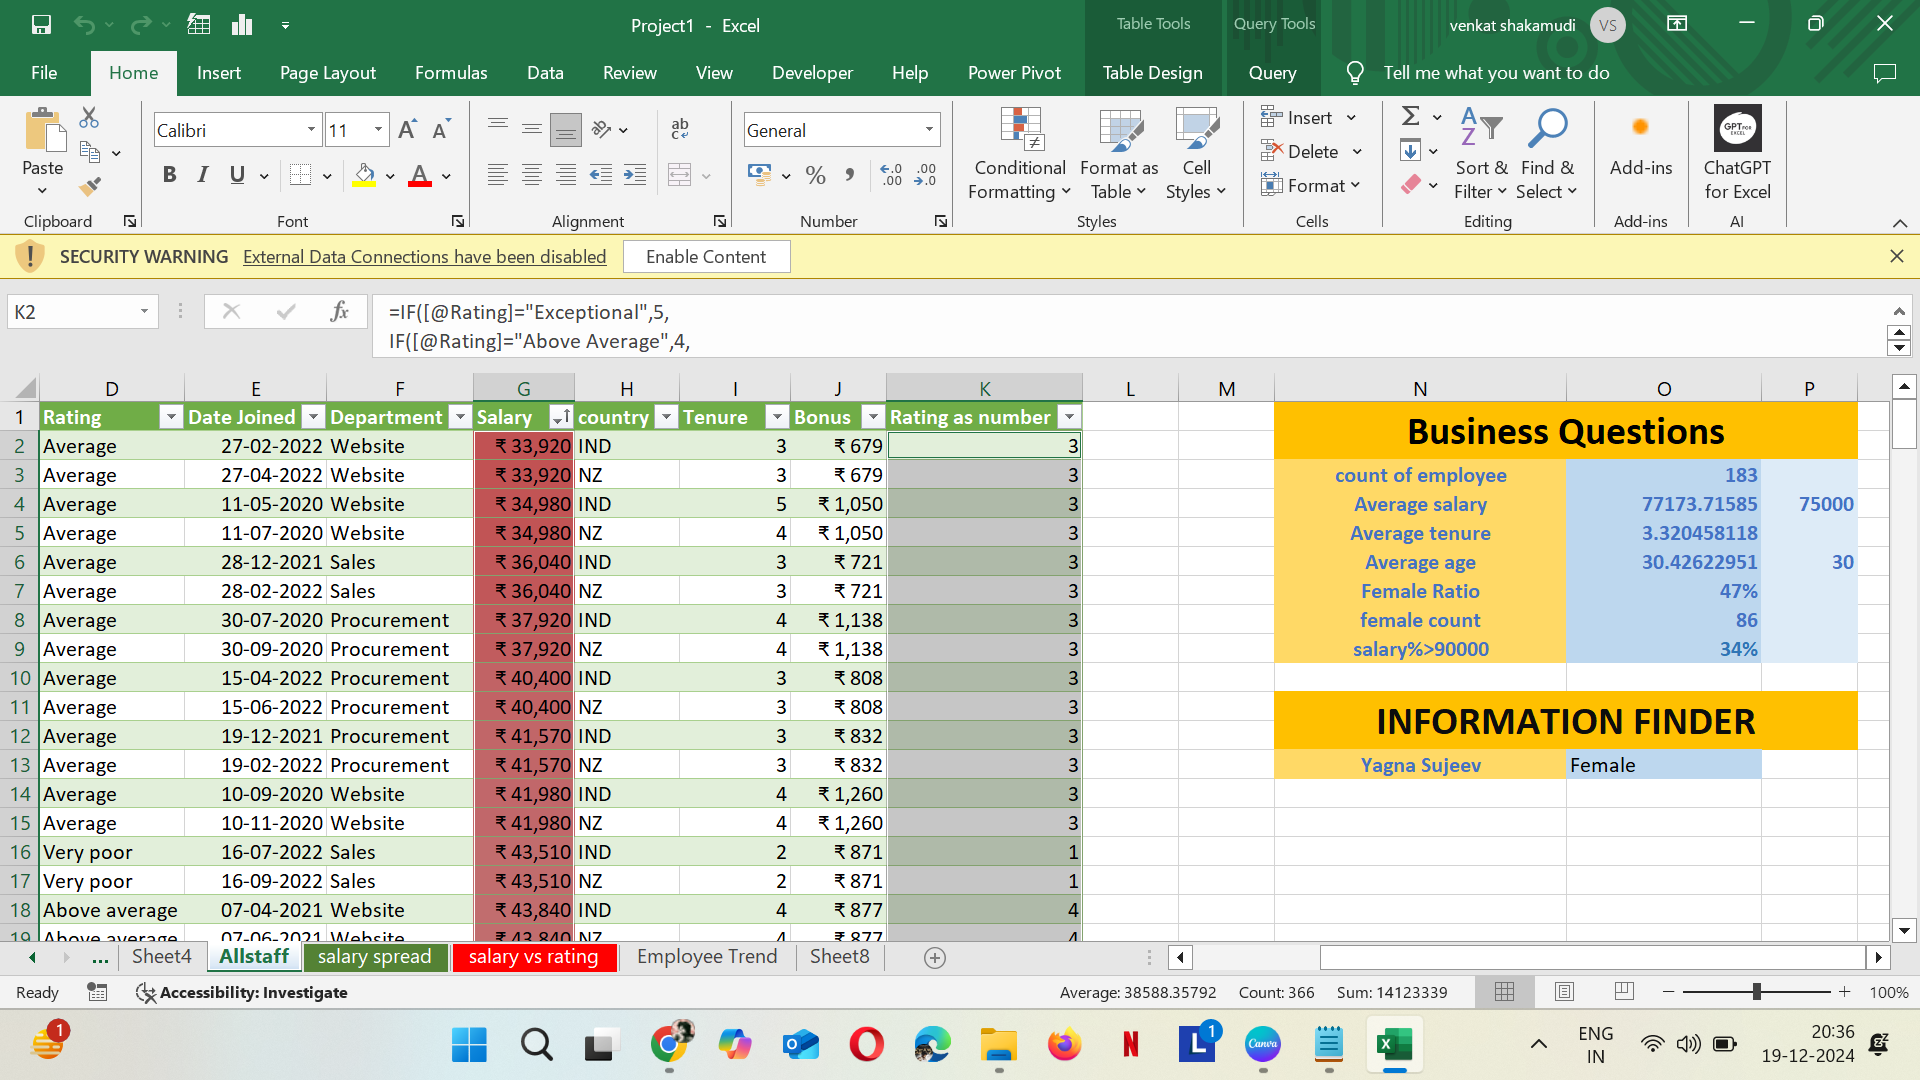 Project1 - Excel
Table Tools
Query Tools
venkat shakamudi
VS
File
Home
Insert
Page Layout
Formulas
Data
Review
View
Developer
Help
Power Pivot
Table Design
Query
Tell me what you want to do
Paste
Clipboard
Calibri
11
B I U
Font
ab
Alignment
General
Number
Conditional Formatting
Format as Table
Cell Styles
Styles
Insert
Delete
Format
Cells
Sort & Filter
Find & Select
Editing
Add-ins
Add-ins
ChatGPT for Excel
AI
SECURITY WARNING External Data Connections have been disabled
Enable Content
K2
fx
=IF([@Rating]="Exceptional",5,
IF([@Rating]="Above Average",4,
D E F G H I J K L M N O P
1 Rating Date Joined Department Salary country Tenure Bonus Rating as number
2 Average 27-02-2022 Website ₹ 33,920 IND 3 ₹ 679 3
3 Average 27-04-2022 Website ₹ 33,920 NZ 3 ₹ 679 3
4 Average 11-05-2020 Website ₹ 34,980 IND 5 ₹ 1,050 3
5 Average 11-07-2020 Website ₹ 34,980 NZ 4 ₹ 1,050 3
6 Average 28-12-2021 Sales ₹ 36,040 IND 3 ₹ 721 3
7 Average 28-02-2022 Sales ₹ 36,040 NZ 3 ₹ 721 3
8 Average 30-07-2020 Procurement ₹ 37,920 IND 4 ₹ 1,138 3
9 Average 30-09-2020 Procurement ₹ 37,920 NZ 4 ₹ 1,138 3
10 Average 15-04-2022 Procurement ₹ 40,400 IND 3 ₹ 808 3
11 Average 15-06-2022 Procurement ₹ 40,400 NZ 3 ₹ 808 3
12 Average 19-12-2021 Procurement ₹ 41,570 IND 3 ₹ 832 3
13 Average 19-02-2022 Procurement ₹ 41,570 NZ 3 ₹ 832 3
14 Average 10-09-2020 Website ₹ 41,980 IND 4 ₹ 1,260 3
15 Average 10-11-2020 Website ₹ 41,980 NZ 4 ₹ 1,260 3
16 Very poor 16-07-2022 Sales ₹ 43,510 IND 2 ₹ 871 1
17 Very poor 16-09-2022 Sales ₹ 43,510 NZ 2 ₹ 871 1
18 Above average 07-04-2021 Website ₹ 43,840 IND 4 ₹ 877 4
19 Above average 07-06-2021 Website ₹ 43,840 NZ 4 ₹ 877 4
Business Questions
count of employee 183
Average salary 77173.71585 75000
Average tenure 3.320458118
Average age 30.42622951 30
Female Ratio 47%
female count 86
salary%>90000 34%
INFORMATION FINDER
Yagna Sujeev Female
... Sheet4 Allstaff salary spread salary vs rating Employee Trend Sheet8
Ready
Accessibility: Investigate
Average: 38588.35792 Count: 366 Sum: 14123339
100%
1
1
ENG
IN
20:36
19-12-2024